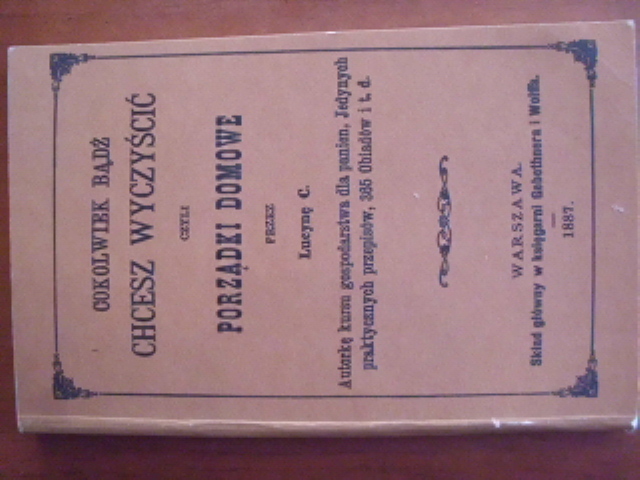 COKOLWIEK BĄDŹ
CHCESZ WYCZYŚCIĆ
CZYLI
PORZĄDKI DOMOWE
PRZEZ
Lucynę C.
Autorkę kursu gospodarstwa dla panien, Jedynych
praktycznych przepisów, 365 Obiadów i t. d.
WARSZAWA.
Skład główny w księgarni Gebethnera i Wolffa.
1887.